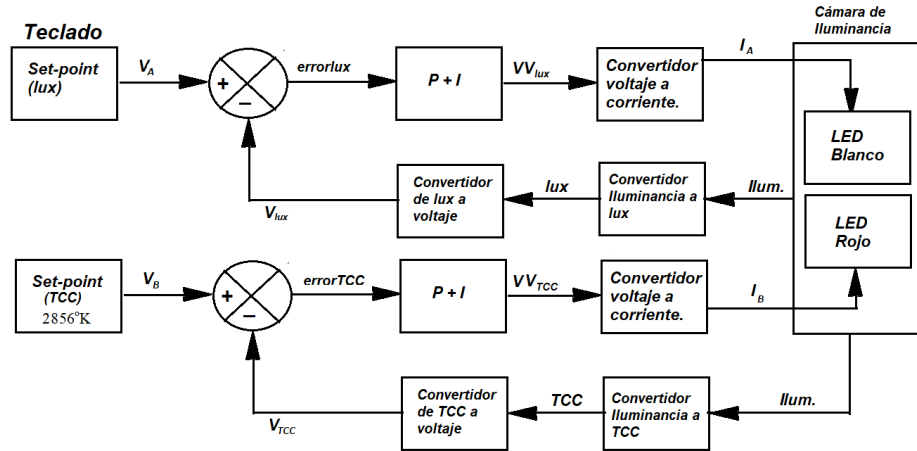 Teclado
Set-point
(lux)
V_A
+
−
errorlux
P + I
VV_lux
Convertidor
voltaje a
corriente.
I_A
Cámara de
Iluminancia
LED
Blanco
LED
Rojo
Ilum.
Convertidor
Iluminancia a
lux
lux
Convertidor
de lux a
voltaje
V_lux
Set-point
(TCC)
2856°K
V_B
+
−
errorTCC
P + I
VV_TCC
Convertidor
voltaje a
corriente.
I_B
Ilum.
Convertidor
Iluminancia a
TCC
TCC
Convertidor
de TCC a
voltaje
V_TCC